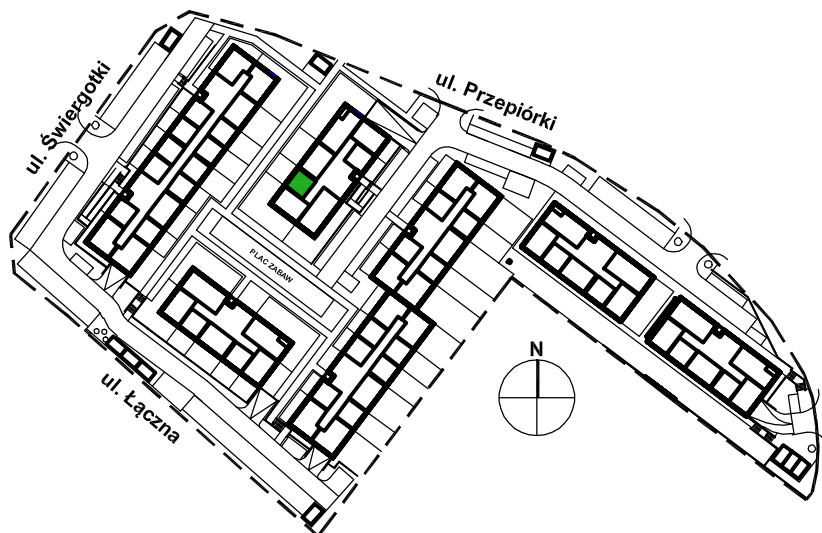 ul. Przepiórki
ul. Świergotki
PLAC ZABAW
N
ul. Łączna